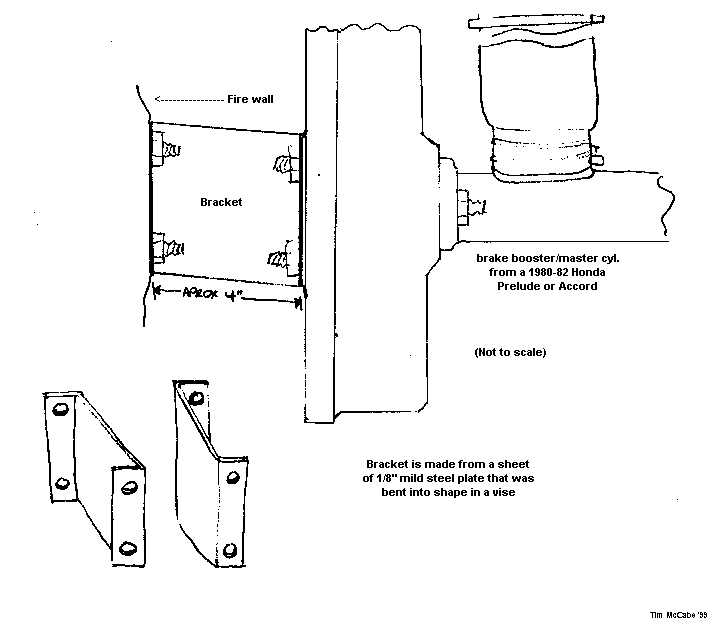 Fire wall
Bracket
APROX 4"
brake booster/master cyl.
from a 1980-82 Honda
Prelude or Accord
(Not to scale)
Bracket is made from a sheet
of 1/8" mild steel plate that was
bent into shape in a vise
Tim McCabe '99